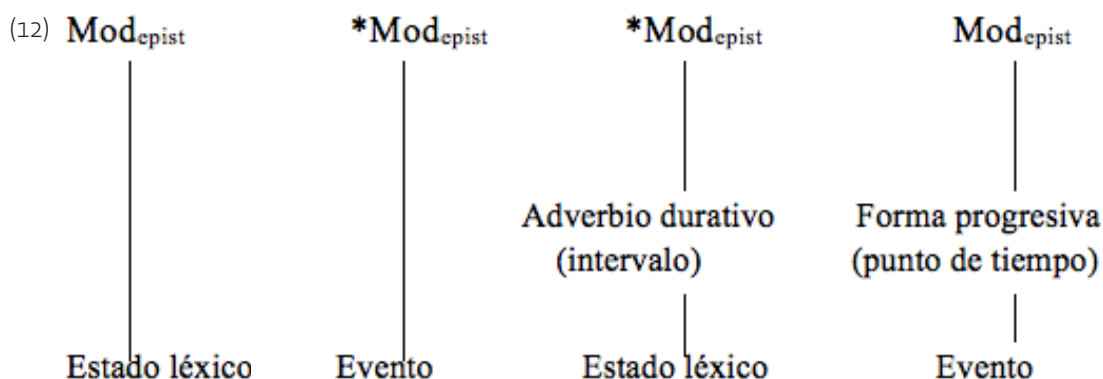 (12) Mod_epist *Mod_epist *Mod_epist Mod_epist
Adverbio durativo Forma progresiva
(intervalo) (punto de tiempo)
Estado léxico Evento Estado léxico Evento